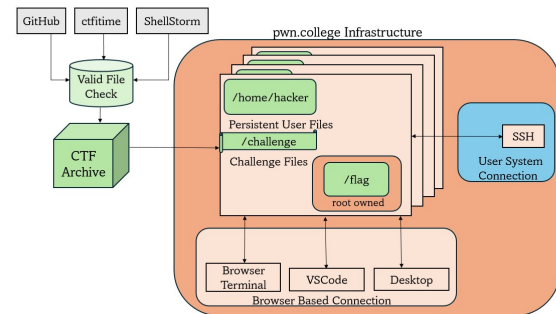 GitHub
ctfitime
ShellStorm
Valid File
Check
CTF
Archive
pwn.college Infrastructure
/home/hacker
Persistent User Files
/challenge
Challenge Files
/flag
root owned
SSH
User System
Connection
Browser
Terminal
VSCode
Desktop
Browser Based Connection